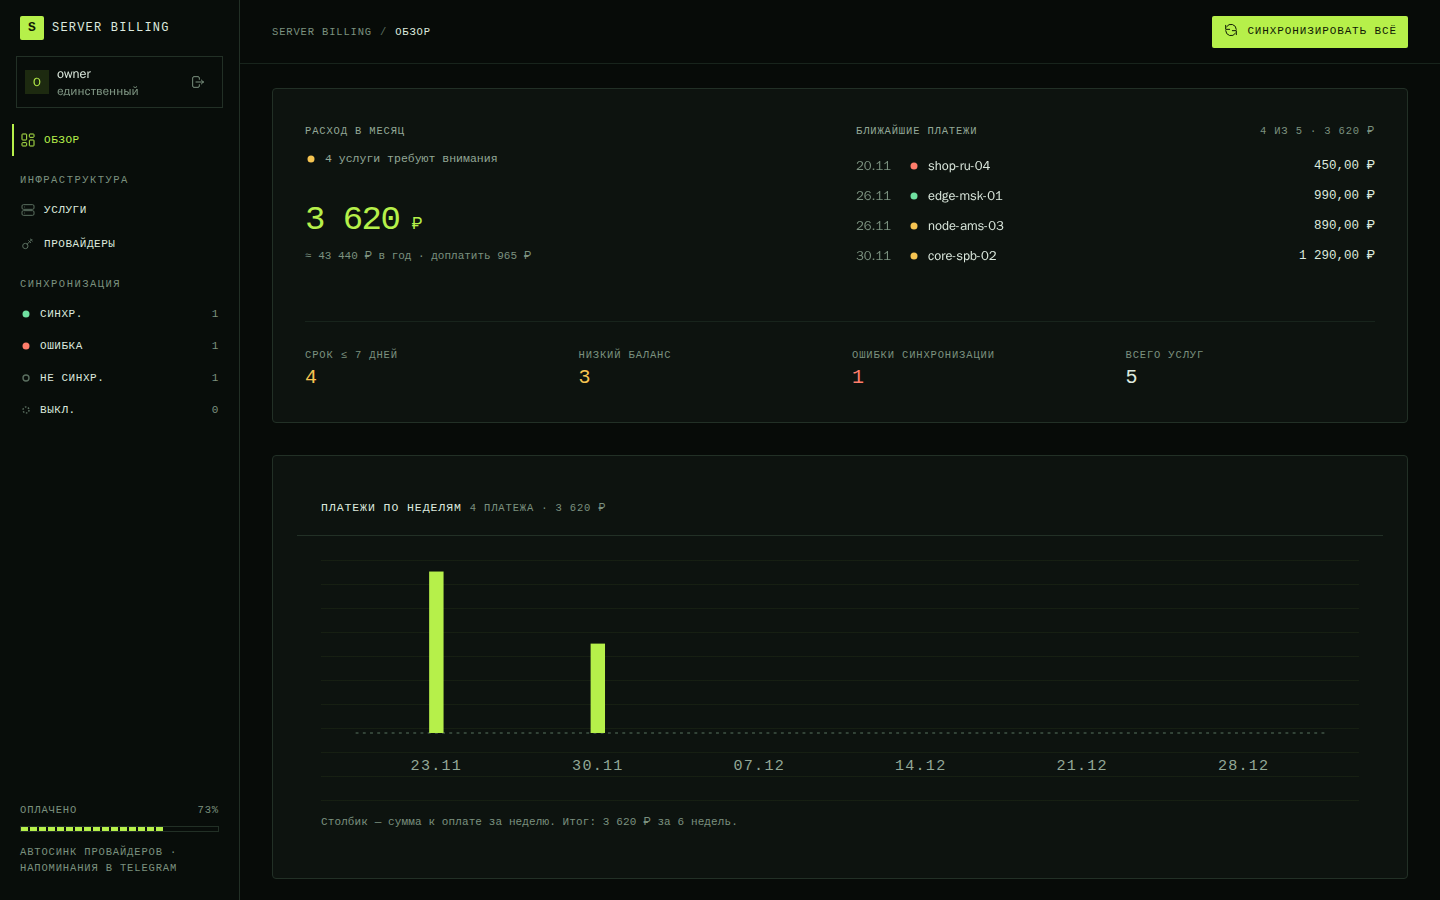 S SERVER BILLING
O owner
единственный
ОБЗОР
ИНФРАСТРУКТУРА
УСЛУГИ
ПРОВАЙДЕРЫ
СИНХРОНИЗАЦИЯ
СИНХР. 1
ОШИБКА 1
НЕ СИНХР. 1
ВЫКЛ. 0
ОПЛАЧЕНО 73%
АВТОСИНК ПРОВАЙДЕРОВ ·
НАПОМИНАНИЯ В TELEGRAM
SERVER BILLING / ОБЗОР
СИНХРОНИЗИРОВАТЬ ВСЁ
РАСХОД В МЕСЯЦ
4 услуги требуют внимания
3 620 ₽
≈ 43 440 ₽ в год · доплатить 965 ₽
БЛИЖАЙШИЕ ПЛАТЕЖИ 4 ИЗ 5 · 3 620 ₽
20.11 shop-ru-04 450,00 ₽
26.11 edge-msk-01 990,00 ₽
26.11 node-ams-03 890,00 ₽
30.11 core-spb-02 1 290,00 ₽
СРОК ≤ 7 ДНЕЙ
4
НИЗКИЙ БАЛАНС
3
ОШИБКИ СИНХРОНИЗАЦИИ
1
ВСЕГО УСЛУГ
5
ПЛАТЕЖИ ПО НЕДЕЛЯМ 4 ПЛАТЕЖА · 3 620 ₽
23.11 30.11 07.12 14.12 21.12 28.12
Столбик — сумма к оплате за неделю. Итог: 3 620 ₽ за 6 недель.